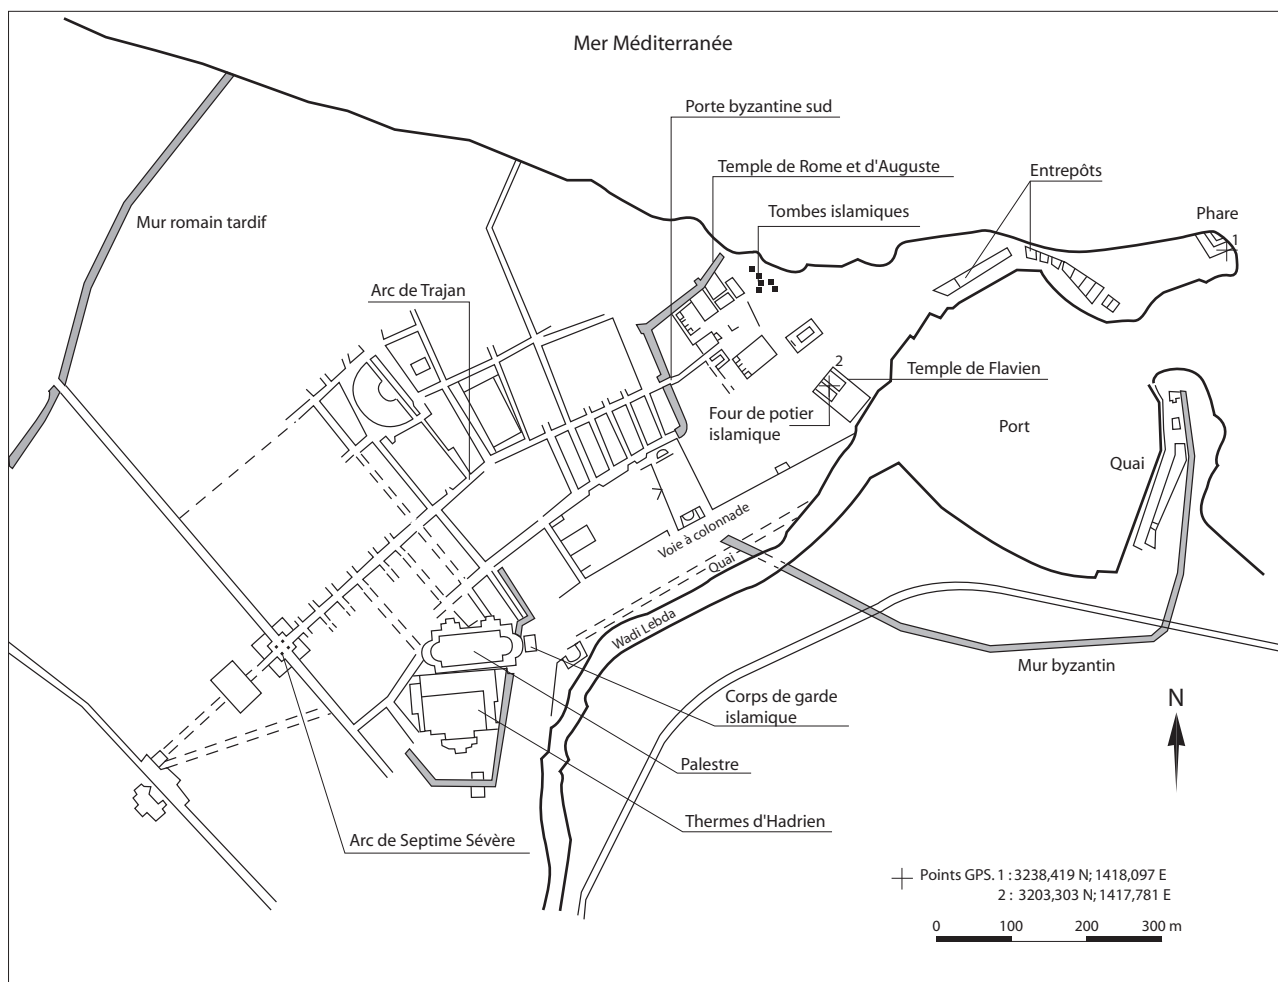 Mer Méditerranée
Porte byzantine sud
Temple de Rome et d'Auguste
Entrepôts
Tombes islamiques
Phare
1
Mur romain tardif
Arc de Trajan
2
Temple de Flavien
Four de potier
islamique
Port
Quai
Voie à colonnade
Quai
Wadi Lebda
Mur byzantin
Corps de garde
islamique
N
Palestre
Thermes d'Hadrien
Arc de Septime Sévère
Points GPS. 1 : 3238,419 N; 1418,097 E
2 : 3203,303 N; 1417,781 E
0 100 200 300 m